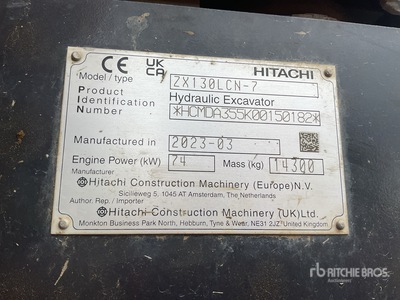 CE UK CA HITACHI
Model / type ZX130LCN-7
Product Hydraulic Excavator
Identification *HCMDA355K00150182*
Number
Manufactured in 2023-03
Engine Power (kW) 74 Mass (kg) 14300
Manufacturer
Hitachi Construction Machinery (Europe) N.V.
Sicilieweg 5, 1045 AT Amsterdam, The Netherlands
Author. Rep. / Importer
Hitachi Construction Machinery (UK) Ltd.
Monkton Business Park North, Hebburn, Tyne & Wear. NE31 2JZ United Kingdom
rb RITCHIE BROS.